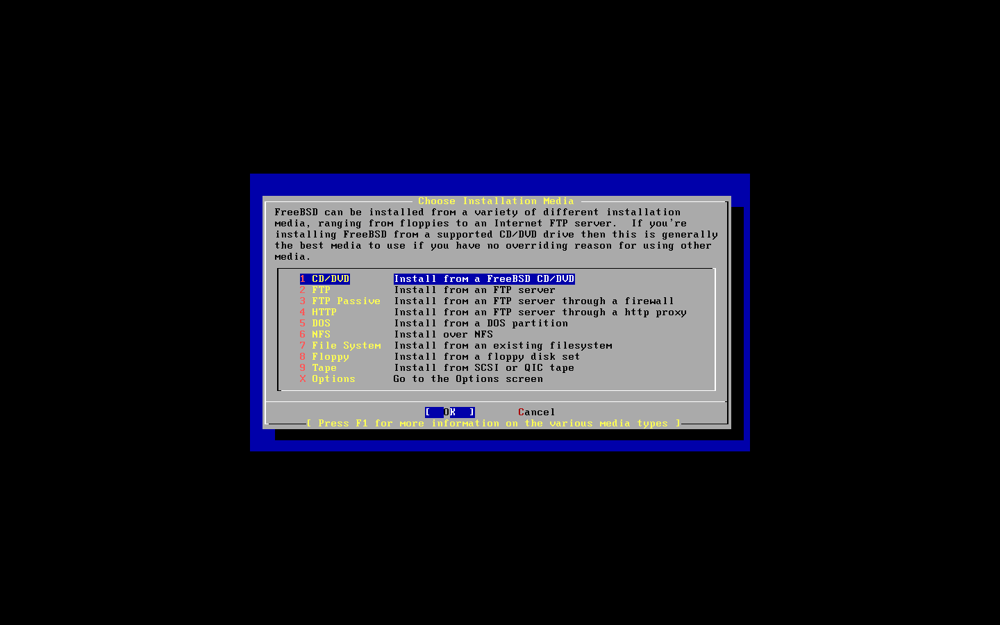 Choose Installation Media
FreeBSD can be installed from a variety of different installation
media, ranging from floppies to an Internet FTP server.  If you're
installing FreeBSD from a supported CD/DVD drive then this is generally
the best media to use if you have no overriding reason for using other
media.
1 CD/DVD Install from a FreeBSD CD/DVD
2 FTP Install from an FTP server
3 FTP Passive Install from an FTP server through a firewall
4 HTTP Install from an FTP server through a http proxy
5 DOS Install from a DOS partition
6 NFS Install over NFS
7 File System Install from an existing filesystem
8 Floppy Install from a floppy disk set
9 Tape Install from SCSI or QIC tape
X Options Go to the Options screen
[ OK ] Cancel
[ Press F1 for more information on the various media types ]